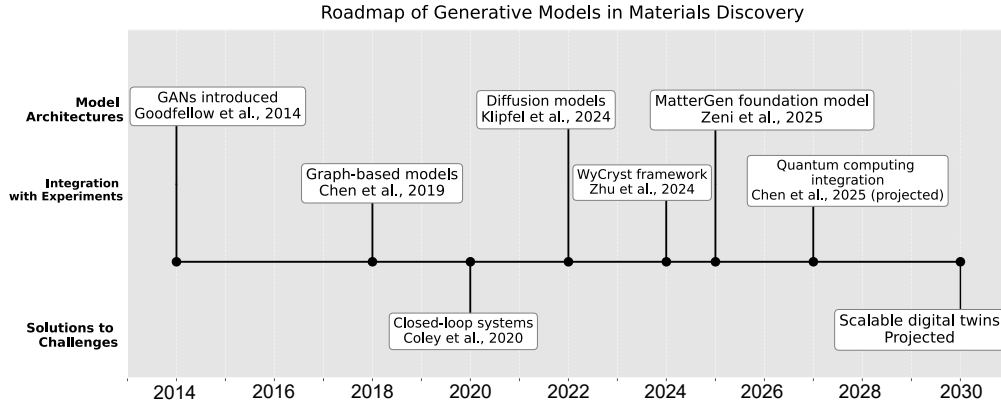 Roadmap of Generative Models in Materials Discovery
Model
Architectures
GANs introduced
Goodfellow et al., 2014
Diffusion models
Klipfel et al., 2024
MatterGen foundation model
Zeni et al., 2025
Integration
with Experiments
Graph-based models
Chen et al., 2019
WyCryst framework
Zhu et al., 2024
Quantum computing
integration
Chen et al., 2025 (projected)
Solutions to
Challenges
Closed-loop systems
Coley et al., 2020
Scalable digital twins
Projected
2014
2016
2018
2020
2022
2024
2026
2028
2030